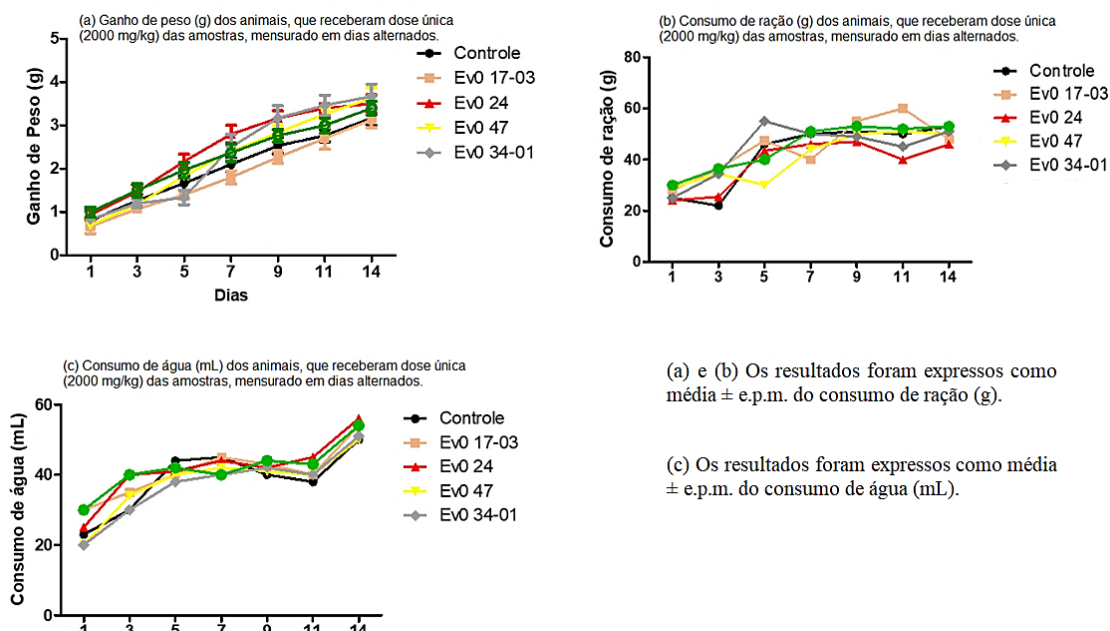 (a) Ganho de peso (g) dos animais, que receberam dose única
(2000 mg/kg) das amostras, mensurado em dias alternados.
Ganho de Peso (g)
5
4
3
2
1
0
1 3 5 7 9 11 14
Dias
Controle
Ev0 17-03
Ev0 24
Ev0 47
Ev0 34-01
(b) Consumo de ração (g) dos animais, que receberam dose única
(2000 mg/kg) das amostras, mensurado em dias alternados.
Consumo de ração (g)
80
60
40
20
0
1 3 5 7 9 11 14
Controle
Ev0 17-03
Ev0 24
Ev0 47
Ev0 34-01
(c) Consumo de água (mL) dos animais, que receberam dose única
(2000 mg/kg) das amostras, mensurado em dias alternados.
Consumo de água (mL)
60
40
20
0
1 3 5 7 9 11 14
Controle
Ev0 17-03
Ev0 24
Ev0 47
Ev0 34-01
(a) e (b) Os resultados foram expressos como
média ± e.p.m. do consumo de ração (g).
(c) Os resultados foram expressos como média
± e.p.m. do consumo de água (mL).